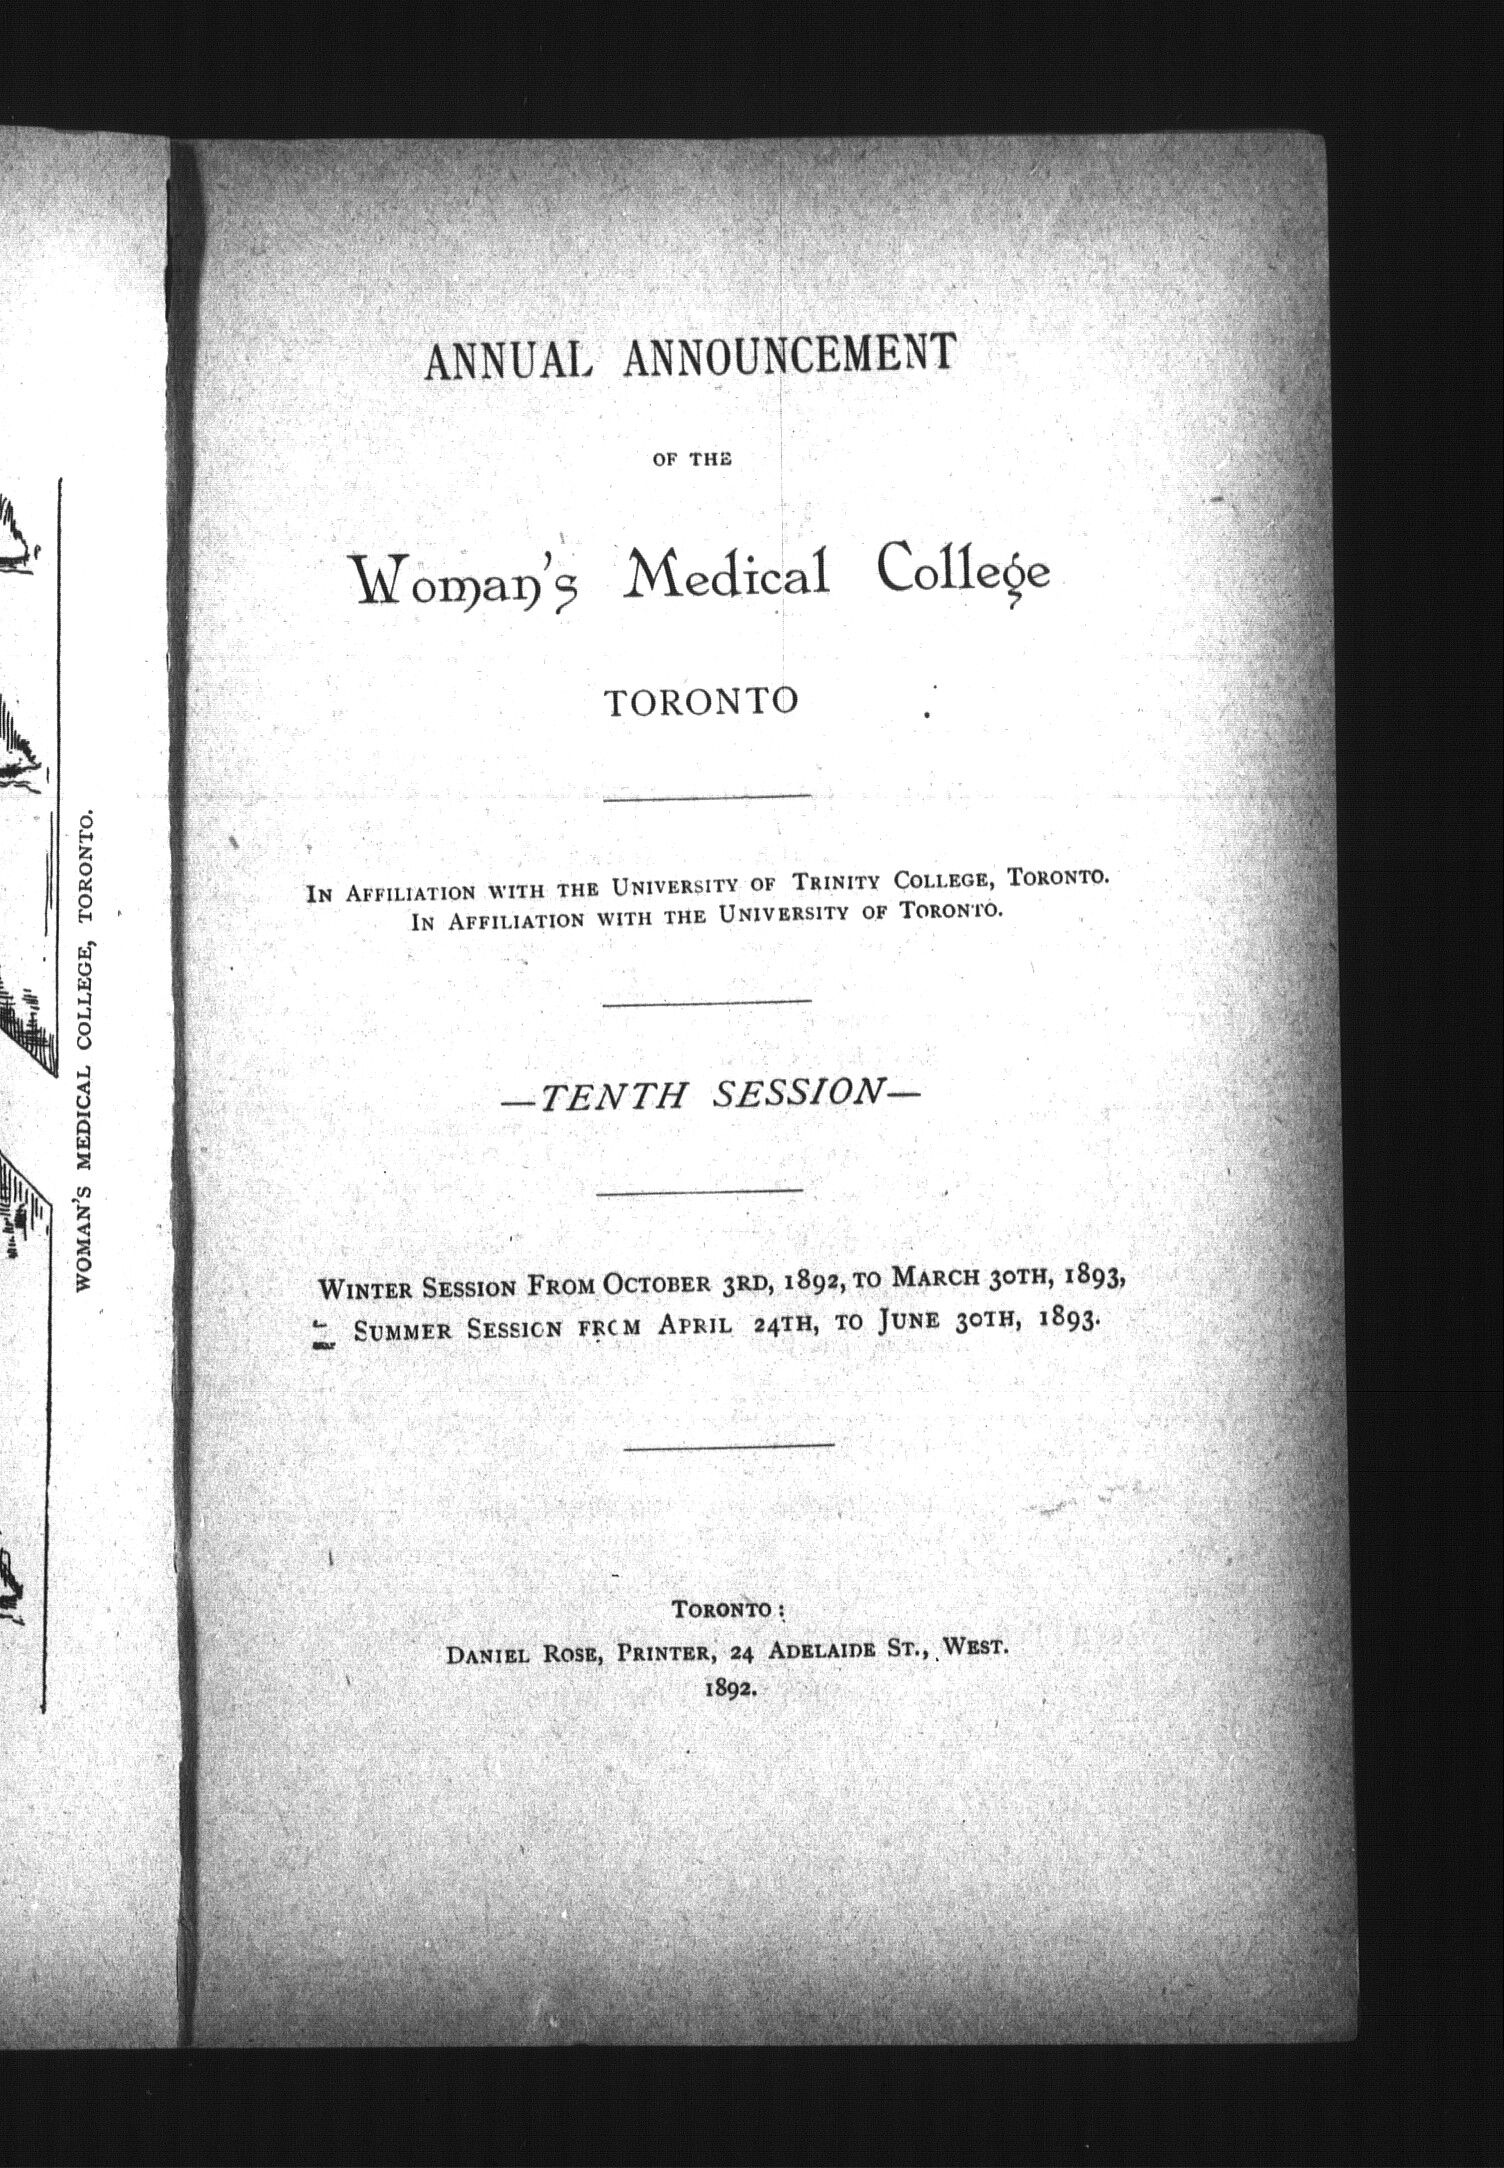 WOMAN'S MEDICAL COLLEGE, TORONTO.
ANNUAL ANNOUNCEMENT
OF THE
Woman's Medical College
TORONTO
IN AFFILIATION WITH THE UNIVERSITY OF TRINITY COLLEGE, TORONTO.
IN AFFILIATION WITH THE UNIVERSITY OF TORONTO.
—TENTH SESSION—
WINTER SESSION FROM OCTOBER 3RD, 1892, TO MARCH 30TH, 1893,
SUMMER SESSION FROM APRIL 24TH, TO JUNE 30TH, 1893.
TORONTO:
DANIEL ROSE, PRINTER, 24 ADELAIDE ST., WEST.
1892.